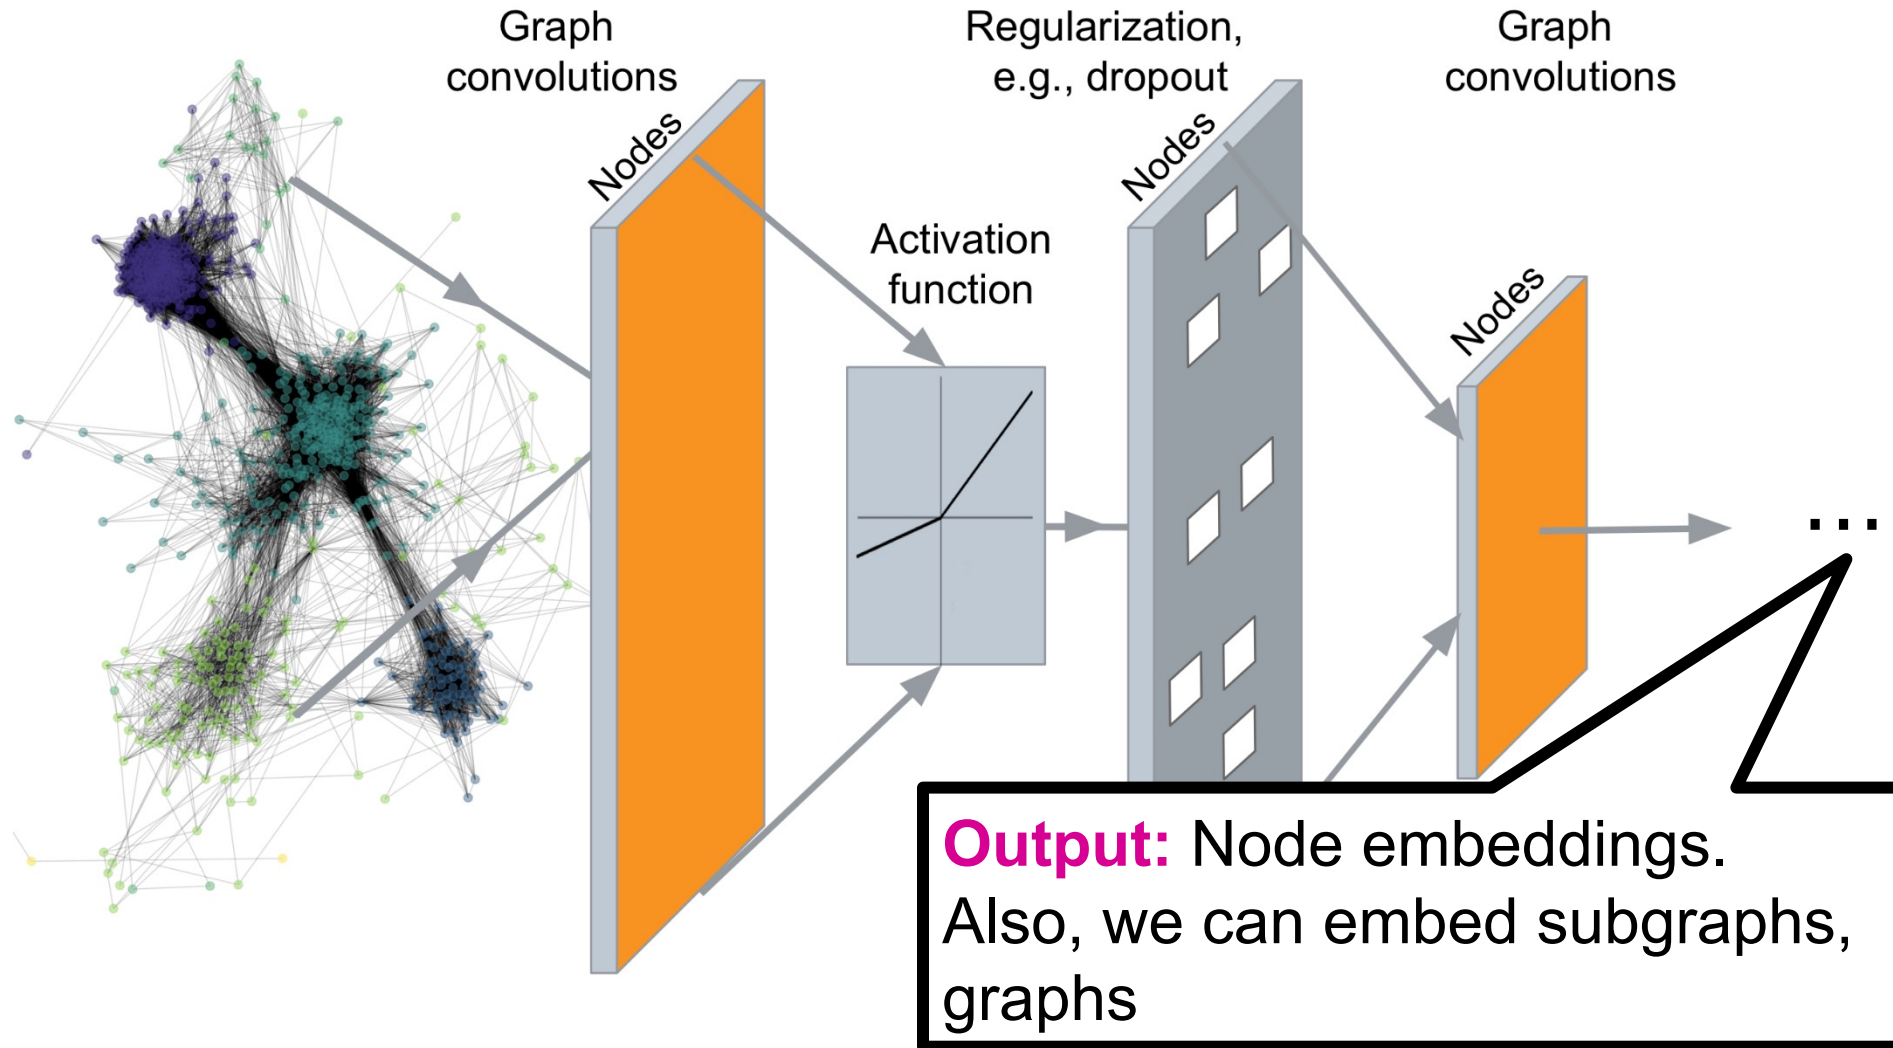 Graph
convolutions
Regularization,
e.g., dropout
Graph
convolutions
Nodes
Nodes
Activation
function
Nodes
...
Output: Node embeddings.
Also, we can embed subgraphs,
graphs